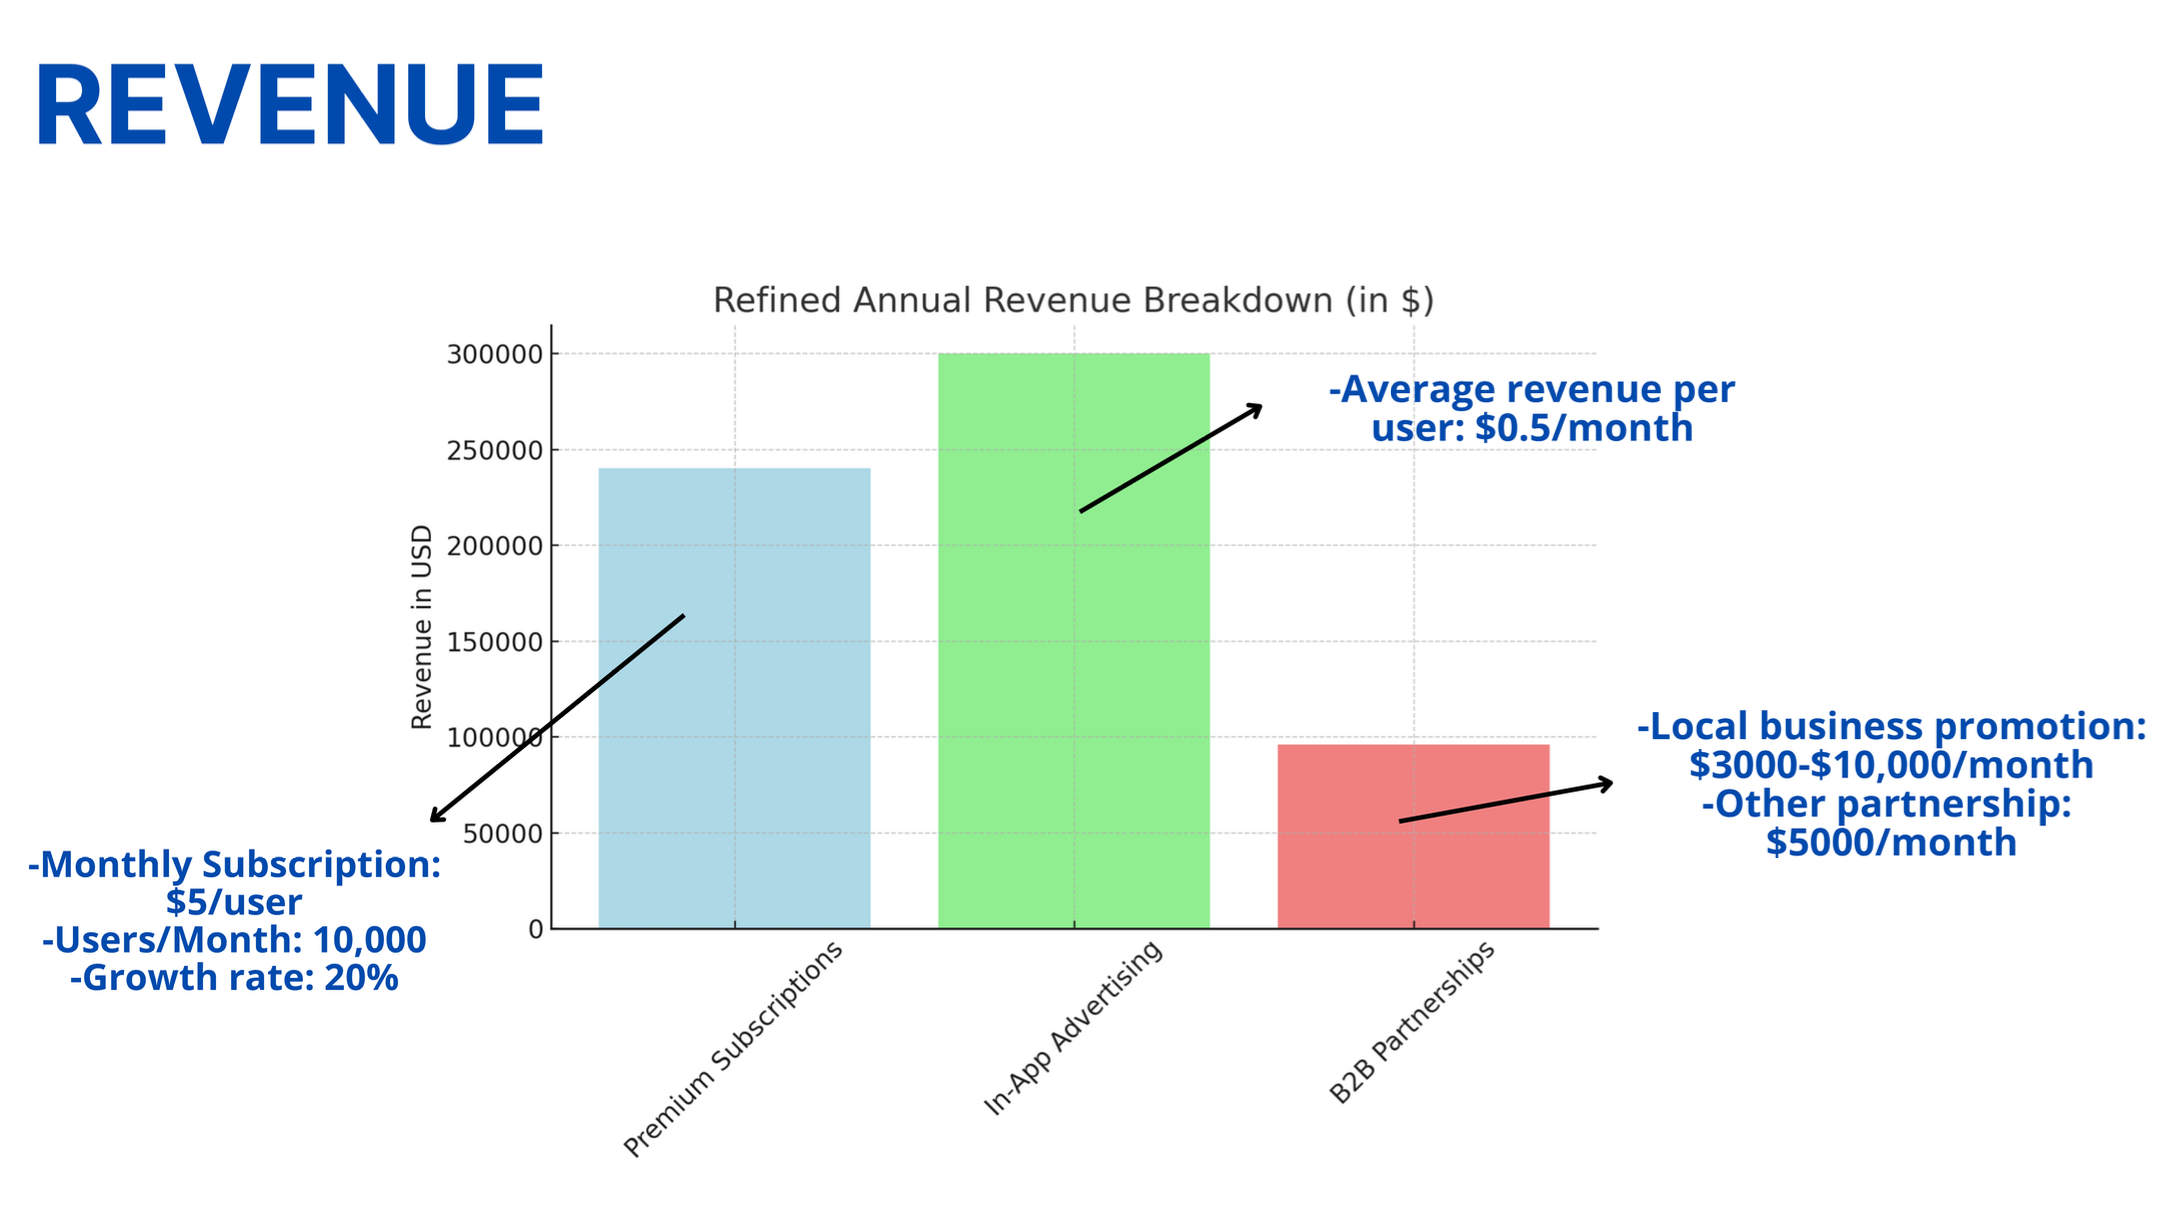 REVENUE
Refined Annual Revenue Breakdown (in $)
Revenue in USD
300000
250000
200000
150000
100000
50000
0
-Average revenue per
user: $0.5/month
-Local business promotion:
$3000-$10,000/month
-Other partnership:
$5000/month
-Monthly Subscription:
$5/user
-Users/Month: 10,000
-Growth rate: 20%
Premium Subscriptions
In-App Advertising
B2B Partnerships